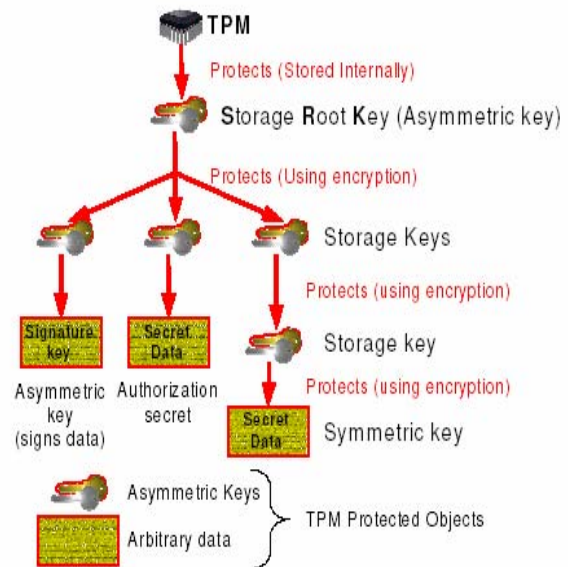 TPM
Protects (Stored Internally)
Storage Root Key (Asymmetric key)
Protects (Using encryption)
Storage Keys
Protects (using encryption)
Signature
key
Secret
Data
Storage key
Asymmetric
key
(signs data)
Authorization
secret
Protects (using encryption)
Secret
Data
Symmetric key
Asymmetric Keys
Arbitrary data
TPM Protected Objects